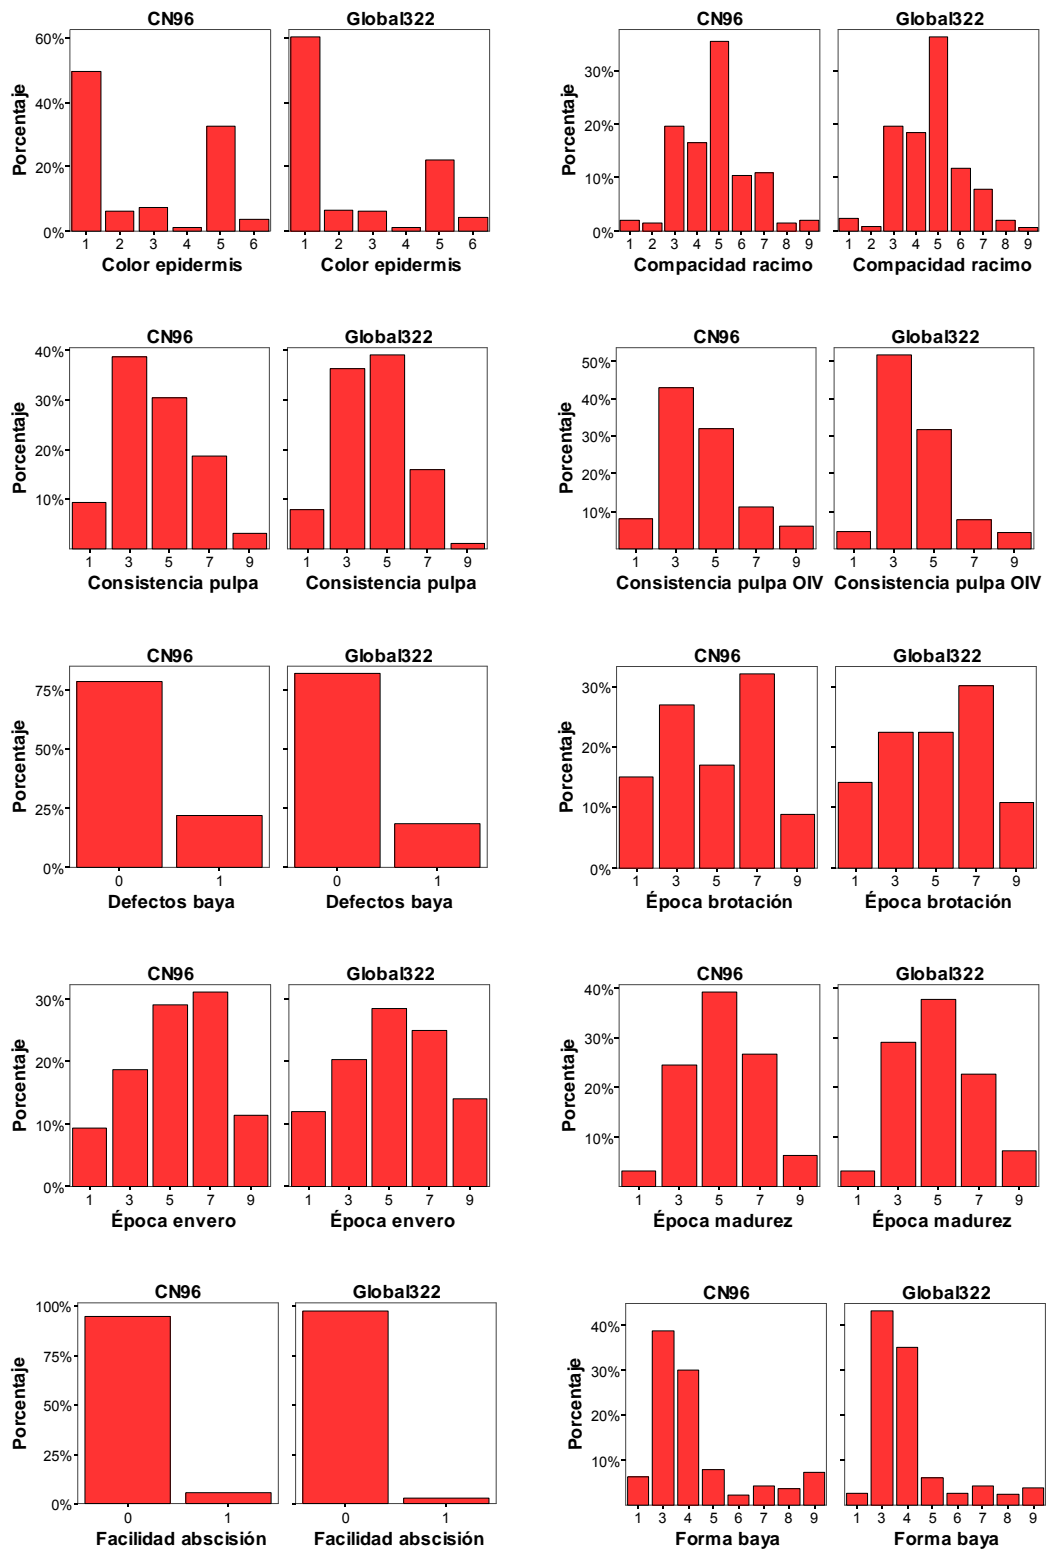 CN96 Global322 CN96 Global322
Porcentaje
60%
40%
20%
0%
1 2 3 4 5 6 1 2 3 4 5 6
Color epidermis Color epidermis
Porcentaje
30%
20%
10%
0%
1 2 3 4 5 6 7 8 9 1 2 3 4 5 6 7 8 9
Compacidad racimo Compacidad racimo
CN96 Global322 CN96 Global322
Porcentaje
40%
30%
20%
10%
1 3 5 7 9 1 3 5 7 9
Consistencia pulpa Consistencia pulpa
Porcentaje
50%
40%
30%
20%
10%
1 3 5 7 9 1 3 5 7 9
Consistencia pulpa OIV Consistencia pulpa OIV
CN96 Global322 CN96 Global322
Porcentaje
75%
50%
25%
0%
0 1 0 1
Defectos baya Defectos baya
Porcentaje
30%
20%
10%
0%
1 3 5 7 9 1 3 5 7 9
Época brotación Época brotación
CN96 Global322 CN96 Global322
Porcentaje
30%
20%
10%
0%
1 3 5 7 9 1 3 5 7 9
Época envero Época envero
Porcentaje
40%
30%
20%
10%
1 3 5 7 9 1 3 5 7 9
Época madurez Época madurez
CN96 Global322 CN96 Global322
Porcentaje
100%
75%
50%
25%
0%
0 1 0 1
Facilidad abscisión Facilidad abscisión
Porcentaje
40%
30%
20%
10%
1 3 4 5 6 7 8 9 1 3 4 5 6 7 8 9
Forma baya Forma baya